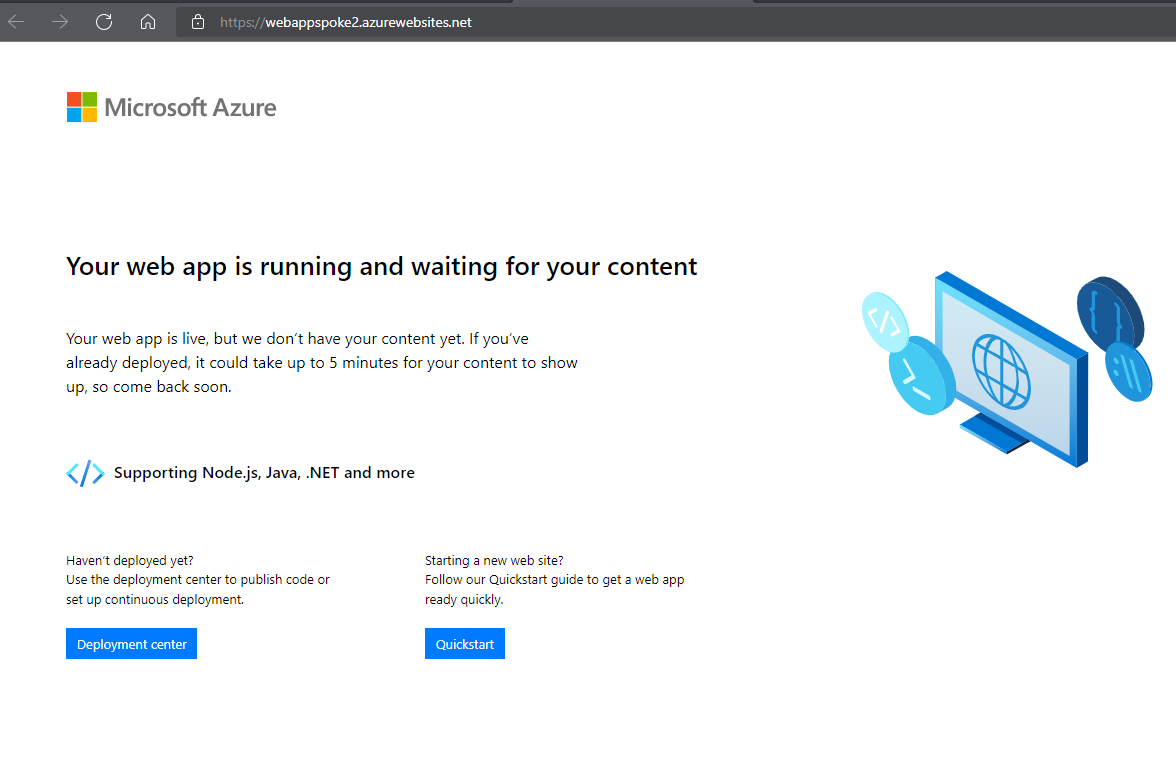 https://webappspoke2.azurewebsites.net
Microsoft Azure
Your web app is running and waiting for your content
Your web app is live, but we don’t have your content yet. If you’ve
already deployed, it could take up to 5 minutes for your content to show
up, so come back soon.
</> Supporting Node.js, Java, .NET and more
Haven’t deployed yet?
Use the deployment center to publish code or
set up continuous deployment.
Deployment center
Starting a new web site?
Follow our Quickstart guide to get a web app
ready quickly.
Quickstart